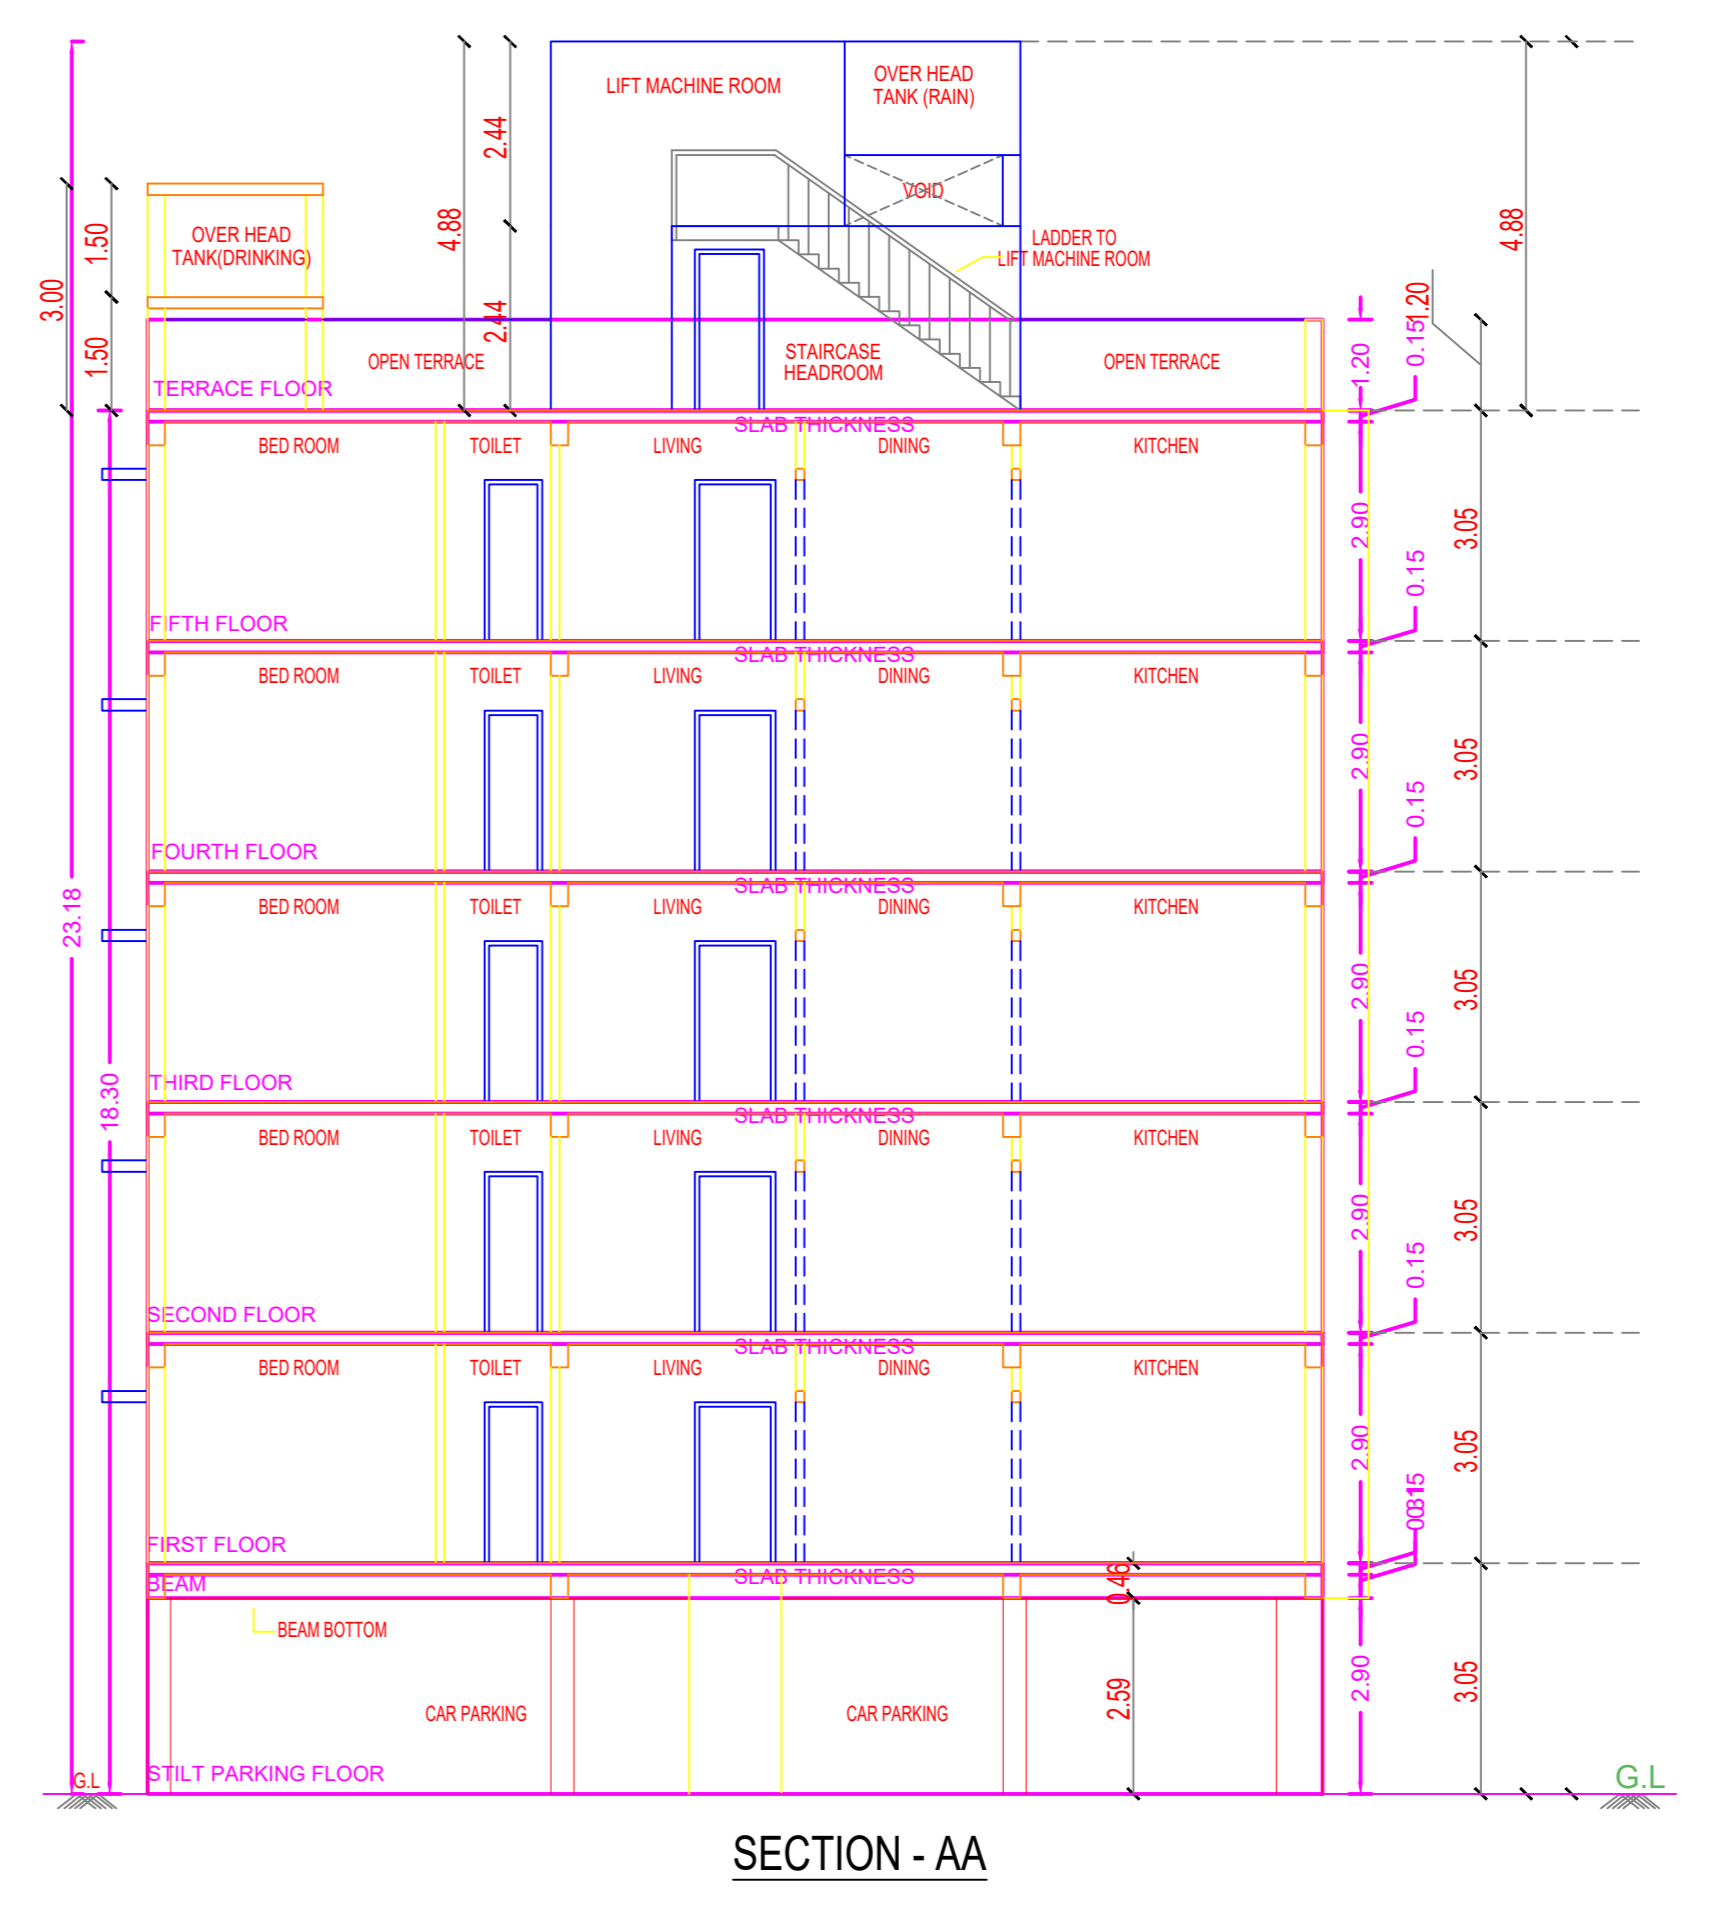 LIFT MACHINE ROOM
OVER HEAD
TANK (RAIN)
2.44
4.88
4.88
VOID
1.50
OVER HEAD
TANK(DRINKING)
LADDER TO
LIFT MACHINE ROOM
3.00
1.50
2.44
1.20
0.15
1.20
OPEN TERRACE
STAIRCASE
HEADROOM
OPEN TERRACE
TERRACE FLOOR
SLAB THICKNESS
BED ROOM
TOILET
LIVING
DINING
KITCHEN
2.90
3.05
0.15
FIFTH FLOOR
SLAB THICKNESS
BED ROOM
TOILET
LIVING
DINING
KITCHEN
2.90
3.05
0.15
FOURTH FLOOR
SLAB THICKNESS
23.18
BED ROOM
TOILET
LIVING
DINING
KITCHEN
2.90
3.05
0.15
THIRD FLOOR
18.30
SLAB THICKNESS
BED ROOM
TOILET
LIVING
DINING
KITCHEN
2.90
3.05
0.15
SECOND FLOOR
SLAB THICKNESS
BED ROOM
TOILET
LIVING
DINING
KITCHEN
2.90
3.05
FIRST FLOOR
BEAM
SLAB THICKNESS
0.46
BEAM BOTTOM
CAR PARKING
CAR PARKING
2.59
2.90
3.05
STILT PARKING FLOOR
G.L
G.L
SECTION - AA